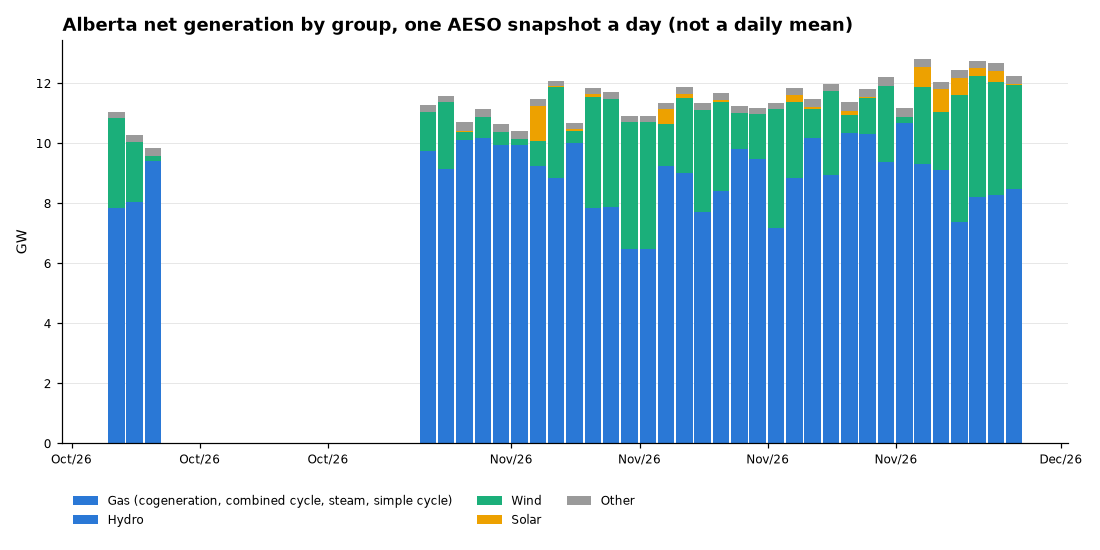 Alberta net generation by group, one AESO snapshot a day (not a daily mean)
GW
12
10
8
6
4
2
0
Oct/26 Oct/26 Oct/26 Nov/26 Nov/26 Nov/26 Nov/26 Dec/26
Gas (cogeneration, combined cycle, steam, simple cycle) Wind Other
Hydro Solar